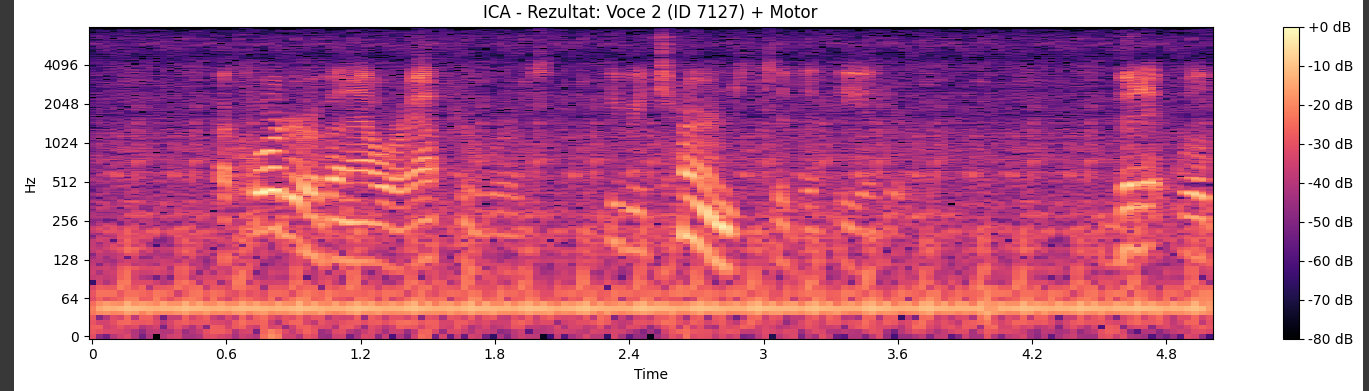 ICA - Rezultat: Voce 2 (ID 7127) + Motor
Hz
4096
2048
1024
512
256
128
64
0
0 0.6 1.2 1.8 2.4 3 3.6 4.2 4.8
Time
+0 dB
-10 dB
-20 dB
-30 dB
-40 dB
-50 dB
-60 dB
-70 dB
-80 dB